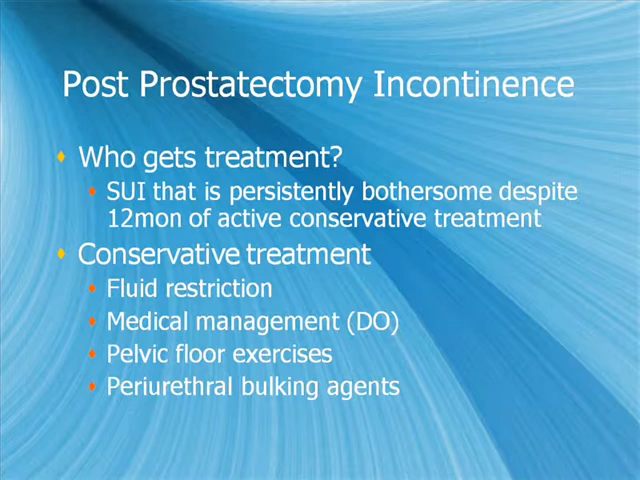 Post Prostatectomy Incontinence
Who gets treatment?
SUI that is persistently bothersome despite
12mon of active conservative treatment
Conservative treatment
Fluid restriction
Medical management (DO)
Pelvic floor exercises
Periurethral bulking agents